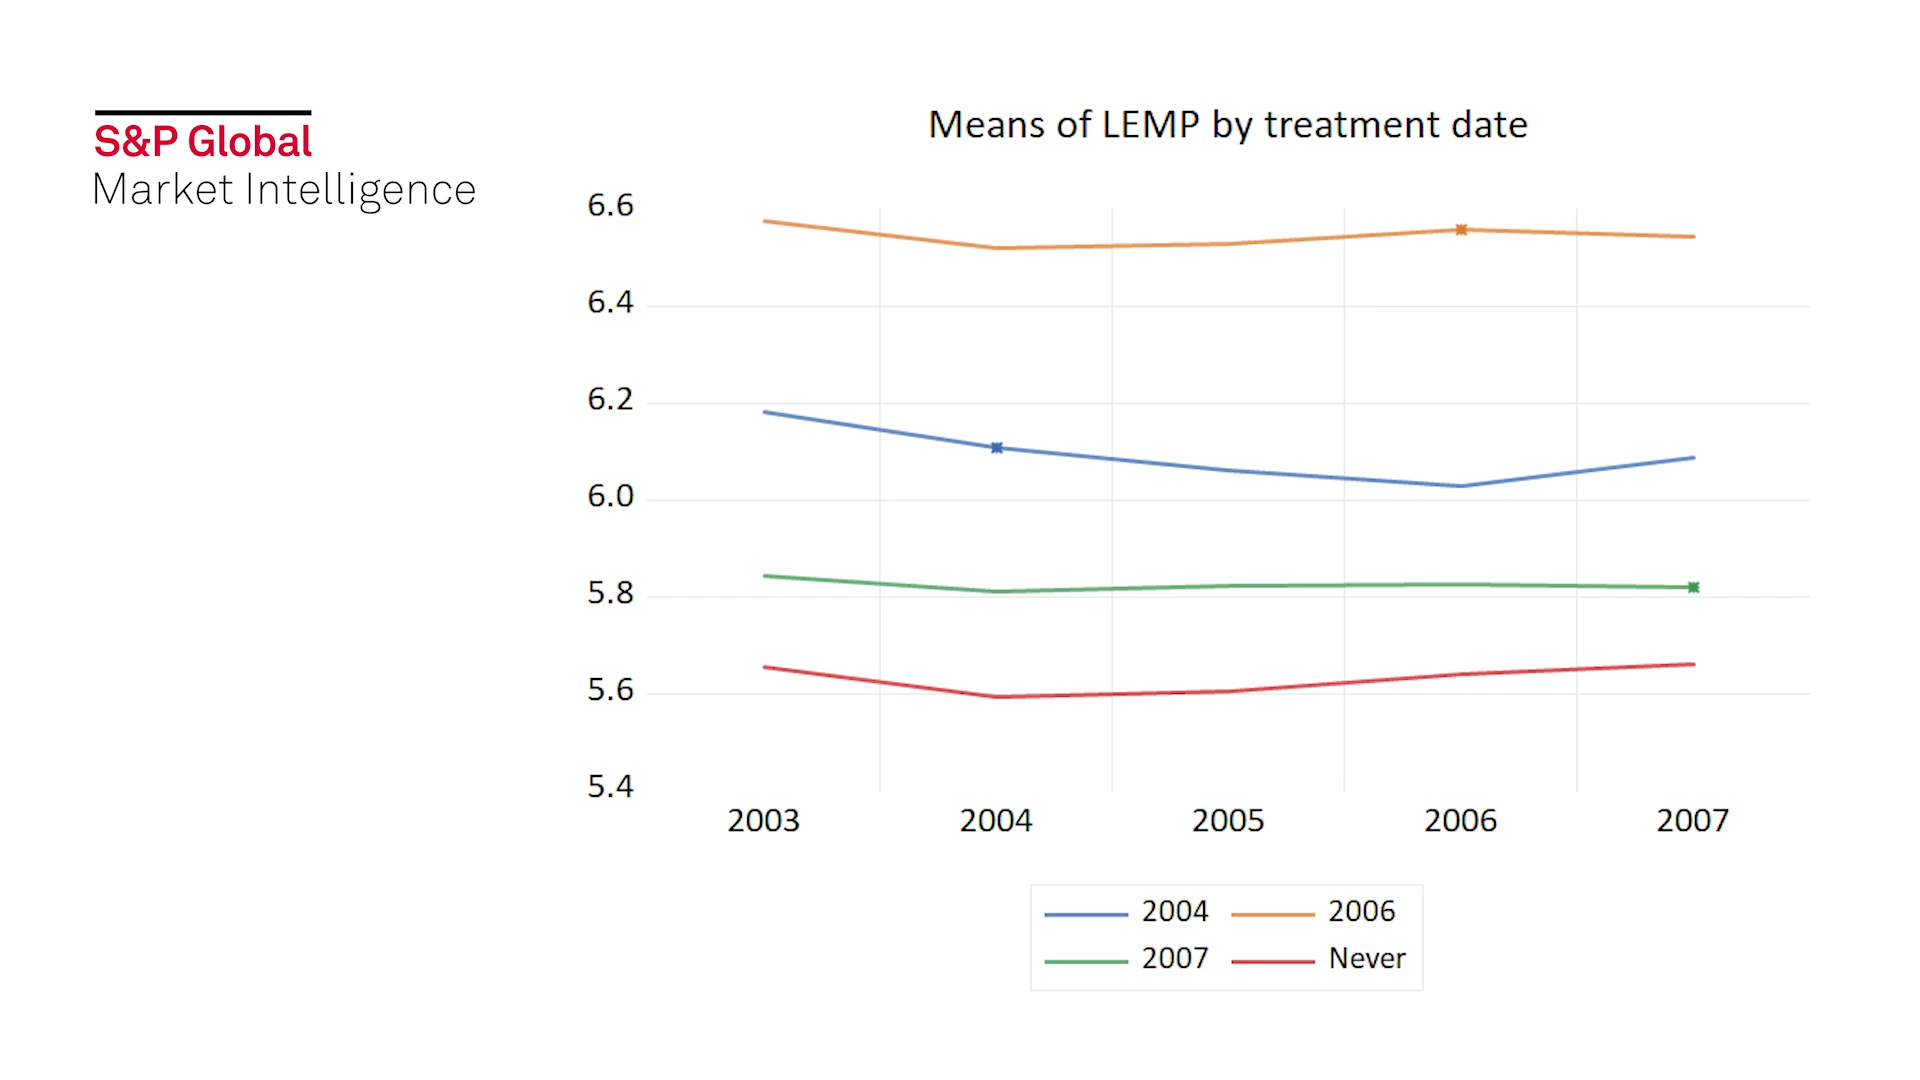 S&P Global
Market Intelligence
Means of LEMP by treatment date
6.6
6.4
6.2
6.0
5.8
5.6
5.4
2003 2004 2005 2006 2007
2004 2006
2007 Never